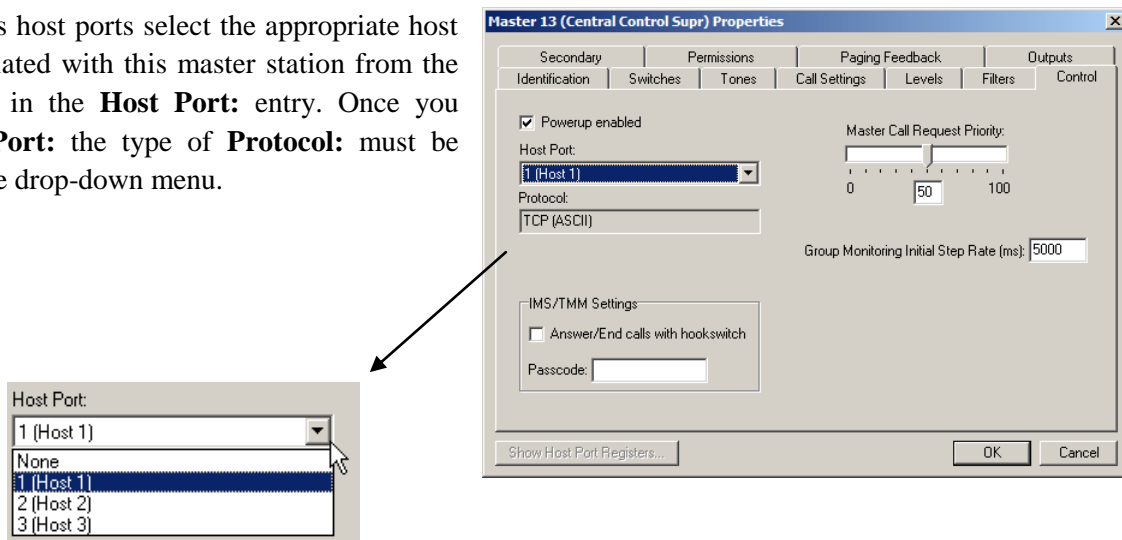 s host ports select the appropriate host
ated with this master station from the
in the Host Port: entry. Once you
Port: the type of Protocol: must be
e drop-down menu.
Master 13 (Central Control Supr) Properties
Secondary Permissions Paging Feedback Outputs
Identification Switches Tones Call Settings Levels Filters Control
Powerup enabled
Host Port:
1 (Host 1)
Protocol:
TCP (ASCII)
Master Call Request Priority:
0 50 100
Group Monitoring Initial Step Rate (ms): 5000
IMS/TMM Settings
Answer/End calls with hookswitch
Passcode:
Show Host Port Registers...
OK Cancel
Host Port:
1 (Host 1)
None
1 (Host 1)
2 (Host 2)
3 (Host 3)